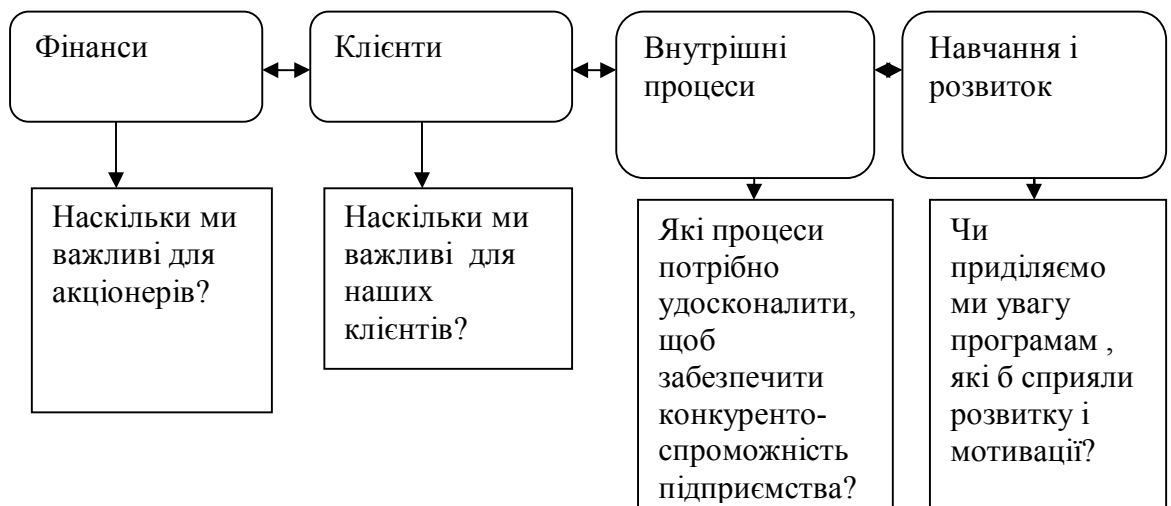 Фінанси
Клієнти
Внутрішні
процеси
Навчання і
розвиток
Наскільки ми
важливі для
акціонерів?
Наскільки ми
важливі для
наших
клієнтів?
Які процеси
потрібно
удосконалити,
щоб
забезпечити
конкуренто-
спроможність
підприємства?
Чи
приділяємо
ми увагу
програмам ,
які б сприяли
розвитку і
мотивації?